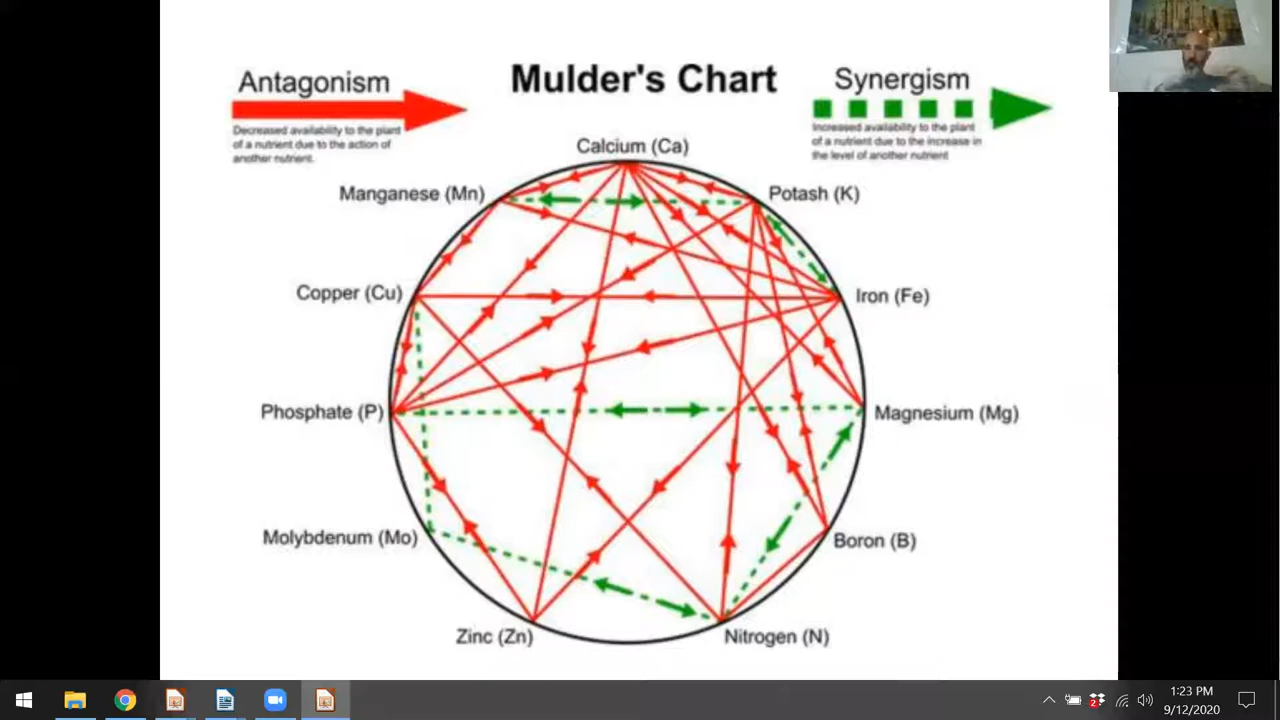 Antagonism
Decreased availability to the plant
of a nutrient due to the action of
another nutrient.
Mulder's Chart
Synergism
Increased availability to the plant
of a nutrient due to the increase in
the level of another nutrient
Calcium (Ca)
Manganese (Mn)
Potash (K)
Copper (Cu)
Iron (Fe)
Phosphate (P)
Magnesium (Mg)
Molybdenum (Mo)
Boron (B)
Zinc (Zn)
Nitrogen (N)
2
1:23 PM
9/12/2020